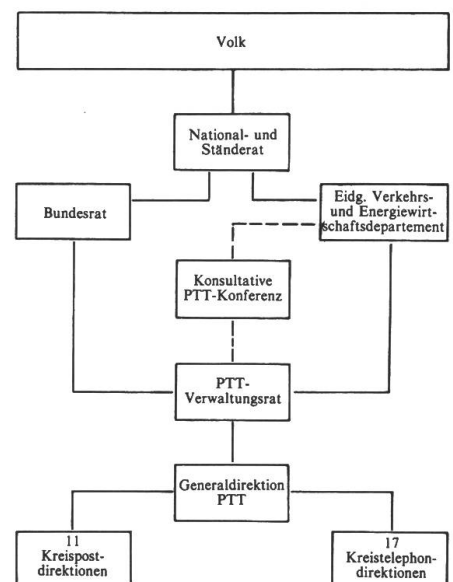 Volk
National- und
Ständerat
Bundesrat
Eidg. Verkehrs-
und Energiewirt-
schaftsdepartement
Konsultative
PTT-Konferenz
PTT-
Verwaltungsrat
Generaldirektion
PTT
11
Kreispost-
direktionen
17
Kreistelephon-
direktionen